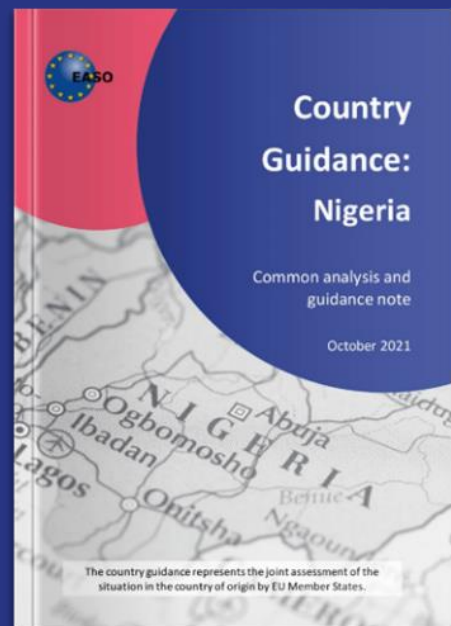 EASO
Country
Guidance:
Nigeria
Common analysis and
guidance note
October 2021
BENIN
NIGERIA
Abuja
Ogbomosho
Ibadan
Lagos
Benue
Onitsha
The country guidance represents the joint assessment of the
situation in the country of origin by EU Member States.